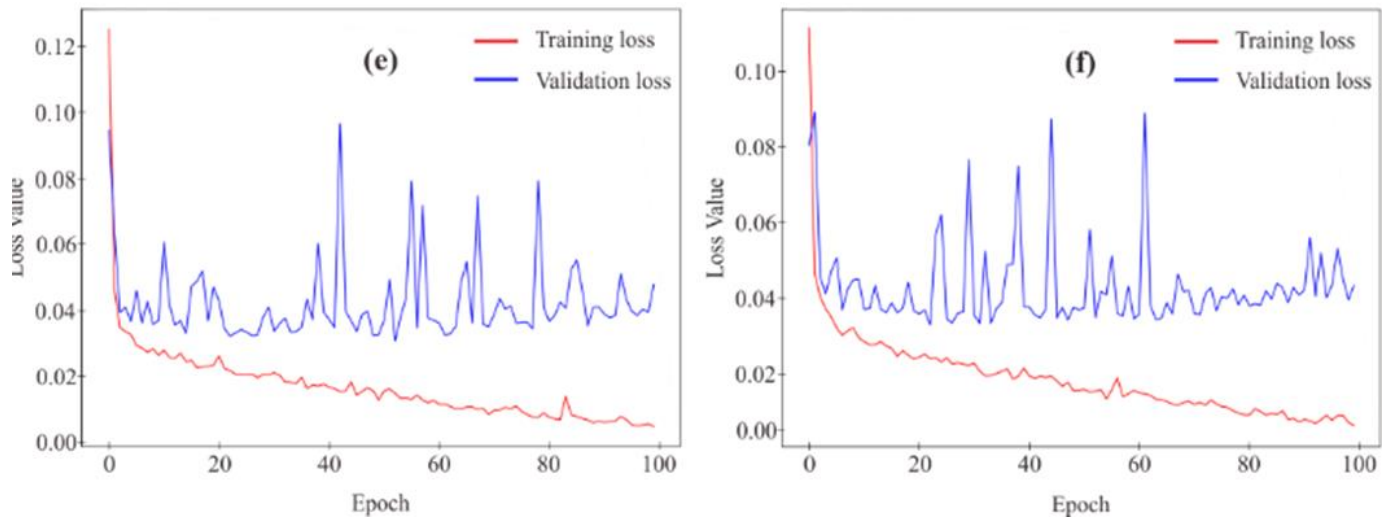 (e)
Training loss
Validation loss
0.12
0.10
0.08
0.06
0.04
0.02
0.00
Loss value
0 20 40 60 80 100
Epoch
(f)
Training loss
Validation loss
0.10
0.08
0.06
0.04
0.02
0.00
Loss Value
0 20 40 60 80 100
Epoch